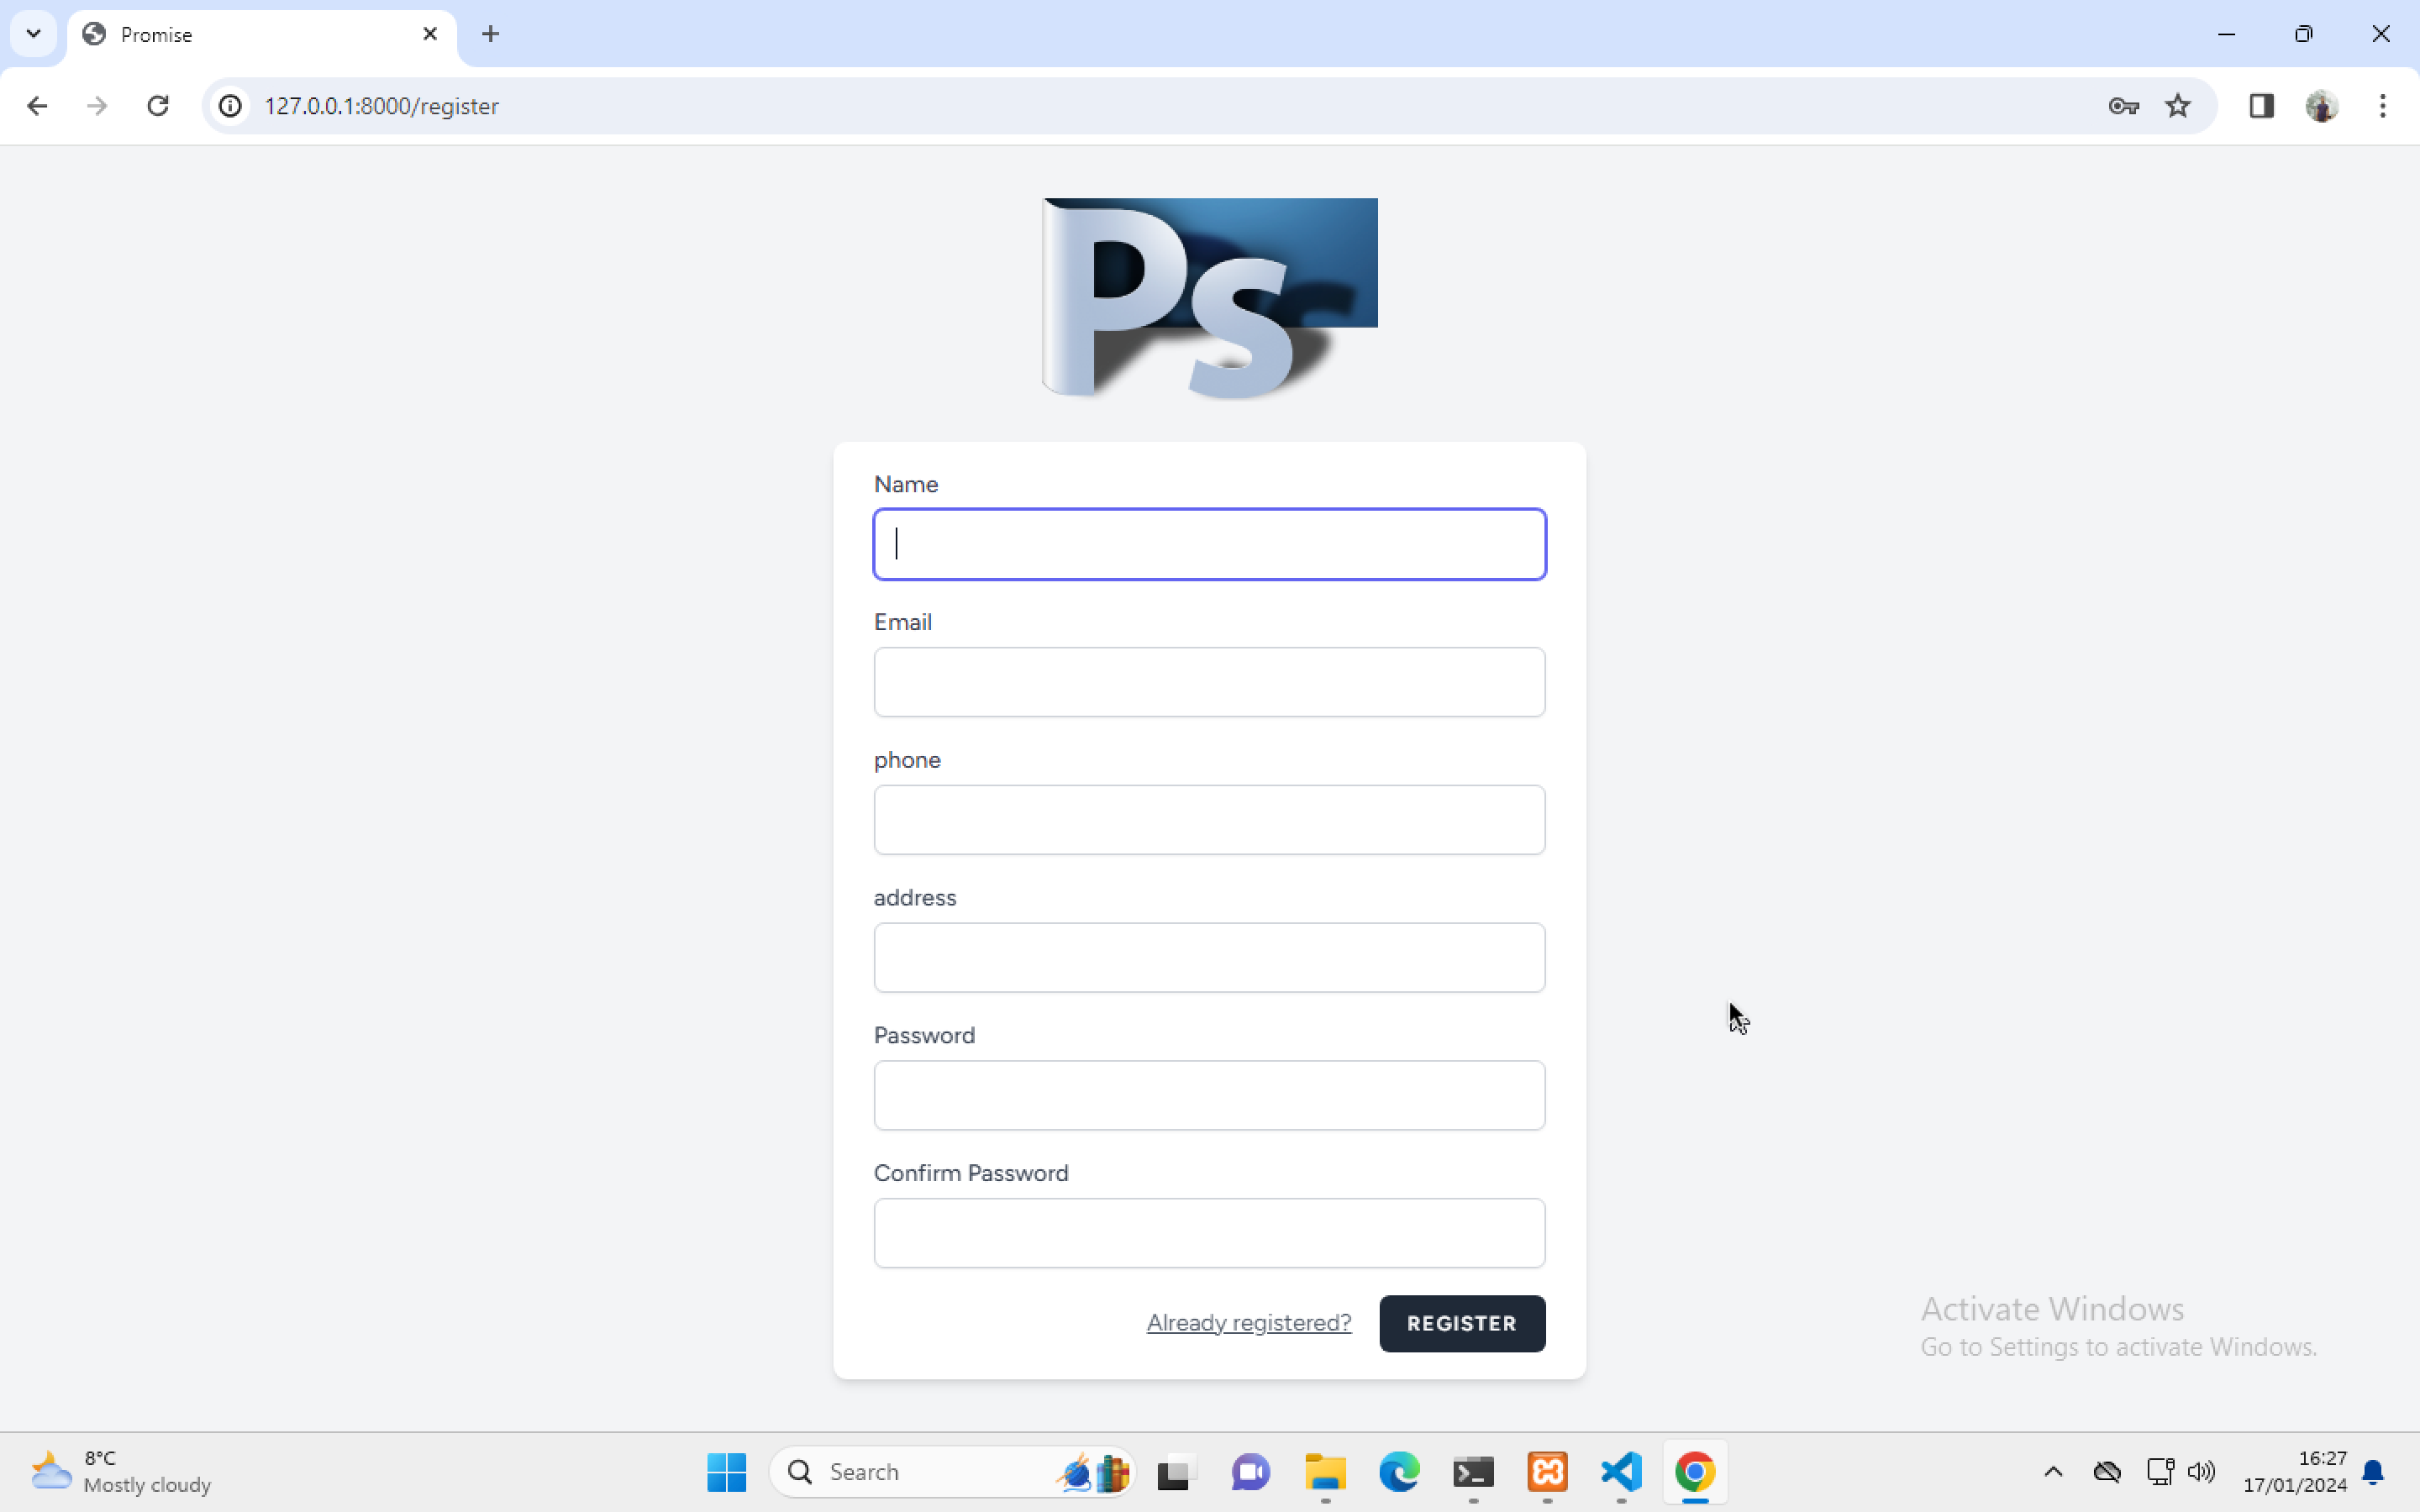 Promise
127.0.0.1:8000/register
Ps
Name
Email
phone
address
Password
Confirm Password
Already registered?
REGISTER
Activate Windows
Go to Settings to activate Windows.
8°C
Mostly cloudy
Search
16:27
17/01/2024